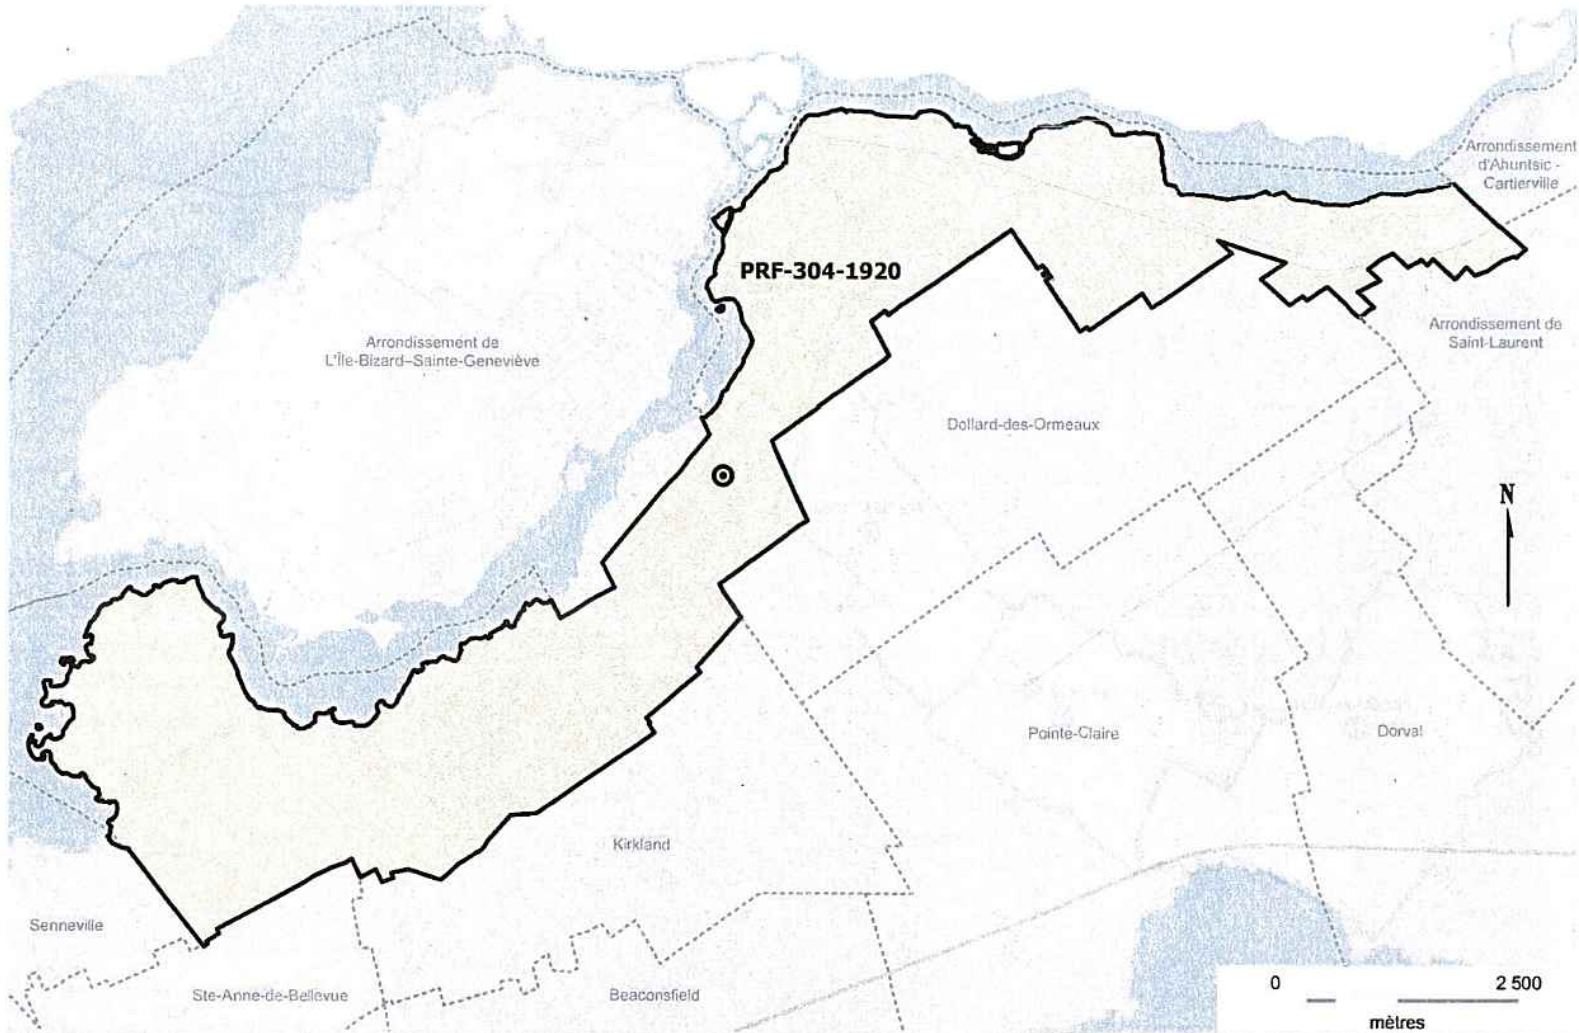 Arrondissement
d'Ahuntsic -
Cartierville
PRF-304-1920
Arrondissement de
L'Île-Bizard–Sainte-Geneviève
Arrondissement de
Saint-Laurent
Dollard-des-Ormeaux
N
Pointe-Claire
Dorval
Kirkland
Senneville
Ste-Anne-de-Bellevue
Beaconsfield
0 2 500
mètres